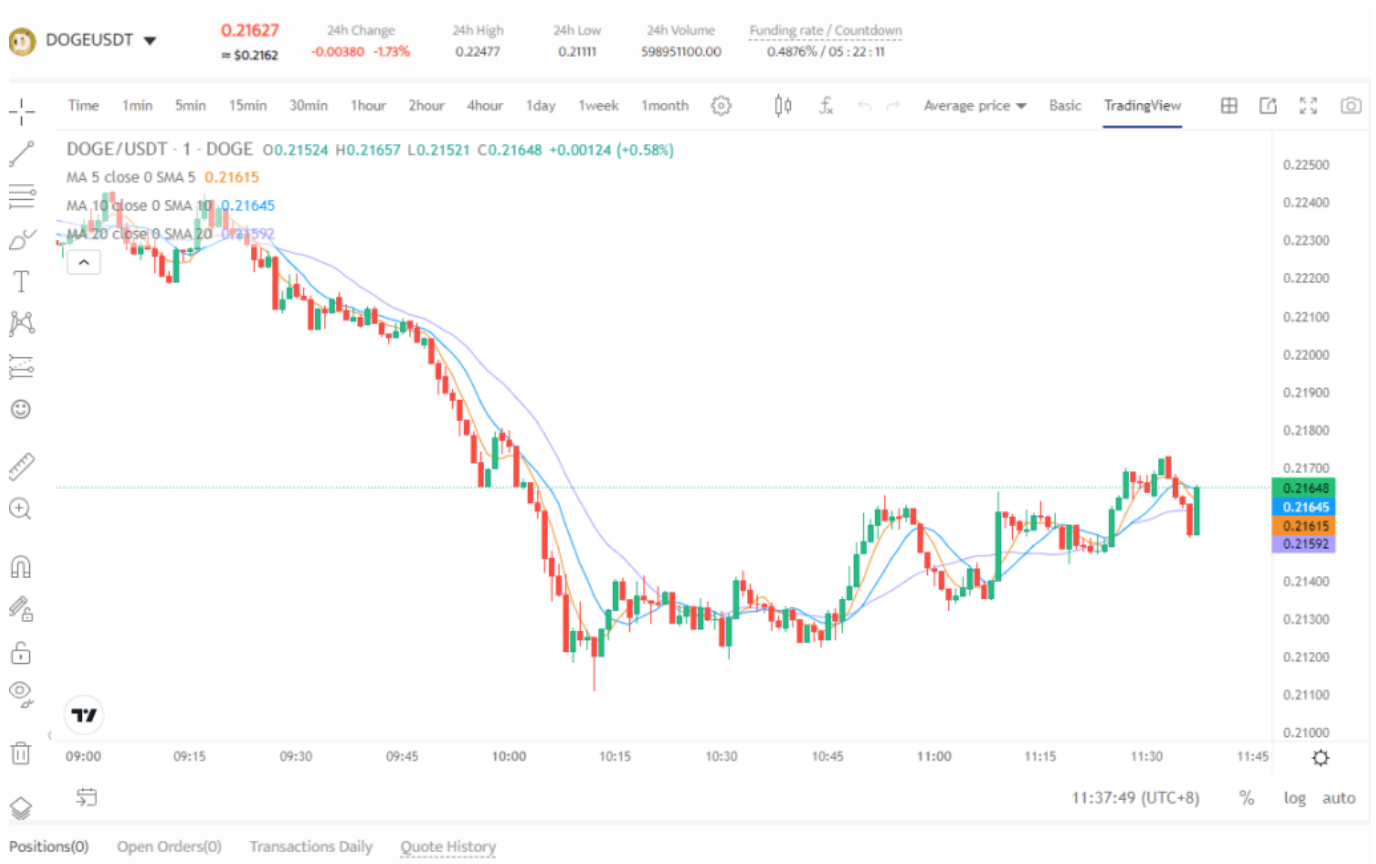 DOGEUSDT
0.21627
≈ $0.2162
24h Change
-0.00380 -1.73%
24h High
0.22477
24h Low
0.21111
24h Volume
598951100.00
Funding rate / Countdown
0.4876% / 05 : 22 : 11
Time 1min 5min 15min 30min 1hour 2hour 4hour 1day 1week 1month Average price Basic TradingView
DOGE/USDT · 1 · DOGE O0.21524 H0.21657 L0.21521 C0.21648 +0.00124 (+0.58%)
MA 5 close 0 SMA 5 0.21615
MA 10 close 0 SMA 10 0.21645
MA 20 close 0 SMA 20 0.21592
0.22500
0.22400
0.22300
0.22200
0.22100
0.22000
0.21900
0.21800
0.21700
0.21648
0.21645
0.21615
0.21592
0.21400
0.21300
0.21200
0.21100
0.21000
09:00 09:15 09:30 09:45 10:00 10:15 10:30 10:45 11:00 11:15 11:30 11:45
11:37:49 (UTC+8) % log auto
Positions(0) Open Orders(0) Transactions Daily Quote History